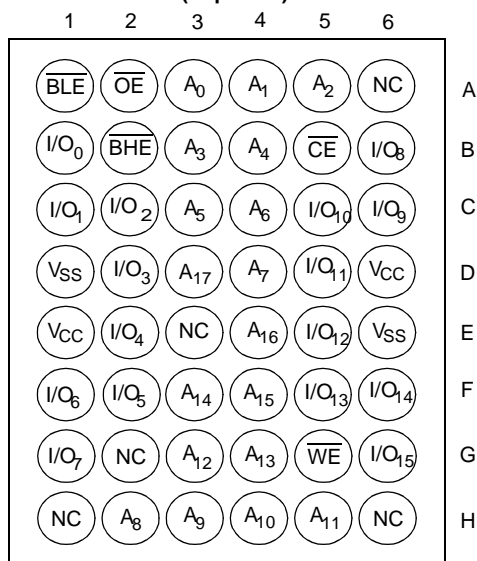 1 2 3 4 5 6
BLE OE A0 A1 A2 NC A
I/O0 BHE A3 A4 CE I/O8 B
I/O1 I/O2 A5 A6 I/O10 I/O9 C
VSS I/O3 A17 A7 I/O11 VCC D
VCC I/O4 NC A16 I/O12 VSS E
I/O6 I/O5 A14 A15 I/O13 I/O14 F
I/O7 NC A12 A13 WE I/O15 G
NC A8 A9 A10 A11 NC H